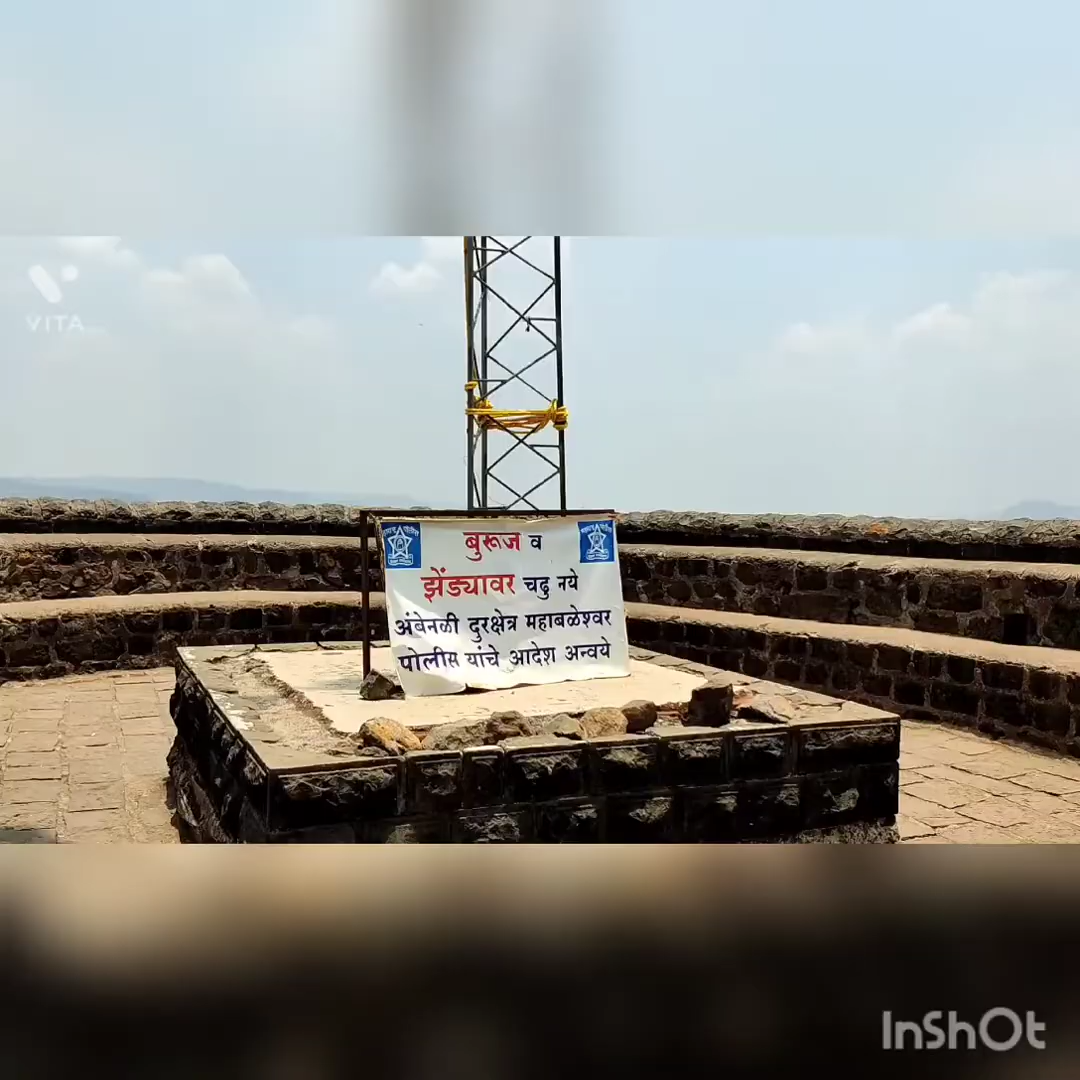 VITA
बुरूज व
झेंड्यावर चढु नये
अंबेनळी दुरक्षेत्र महाबळेश्वर
पोलीस यांचे आदेश अन्वये
InShOt